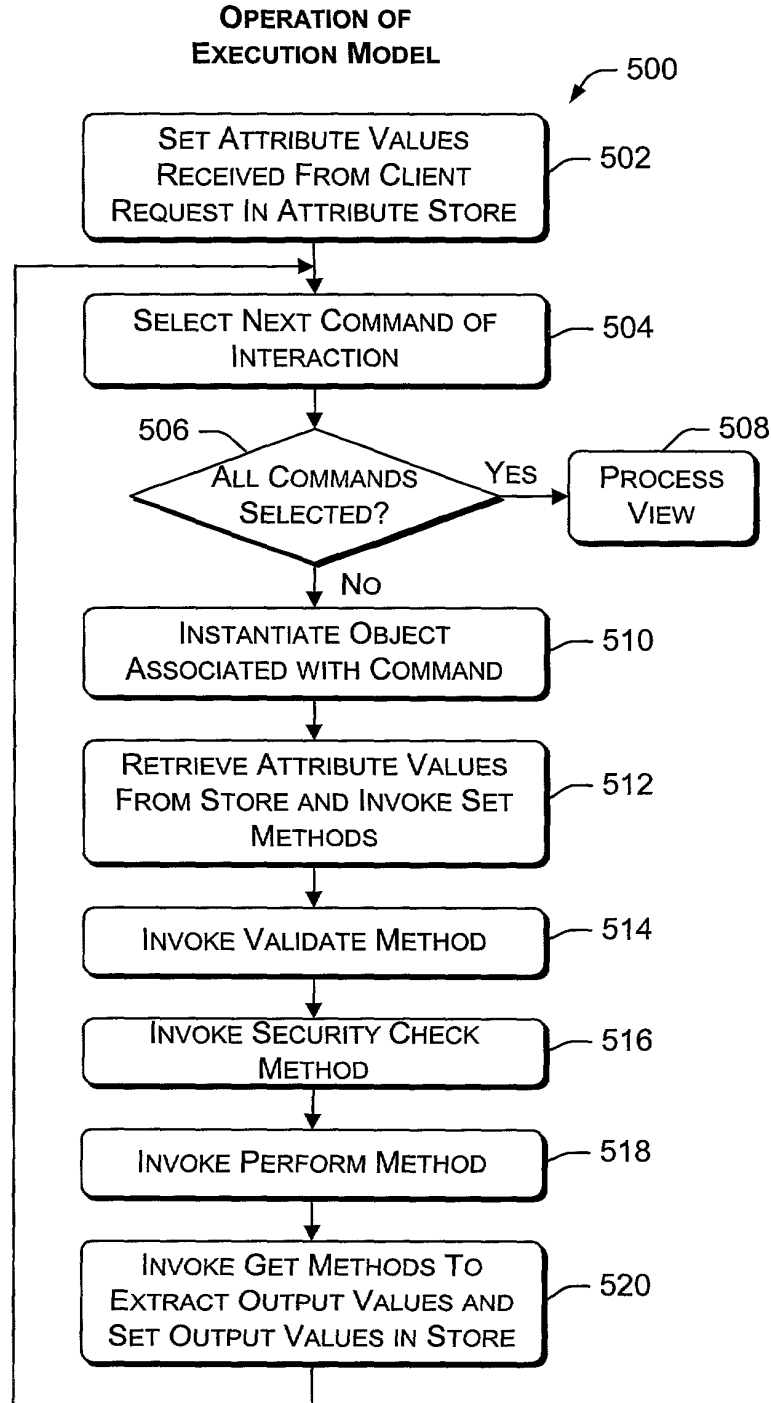 OPERATION OF
EXECUTION MODEL
500
SET ATTRIBUTE VALUES
RECEIVED FROM CLIENT
REQUEST IN ATTRIBUTE STORE
502
SELECT NEXT COMMAND OF
INTERACTION
504
506
ALL COMMANDS
SELECTED?
YES
508
PROCESS
VIEW
NO
INSTANTIATE OBJECT
ASSOCIATED WITH COMMAND
510
RETRIEVE ATTRIBUTE VALUES
FROM STORE AND INVOKE SET
METHODS
512
INVOKE VALIDATE METHOD
514
INVOKE SECURITY CHECK
METHOD
516
INVOKE PERFORM METHOD
518
INVOKE GET METHODS TO
EXTRACT OUTPUT VALUES AND
SET OUTPUT VALUES IN STORE
520